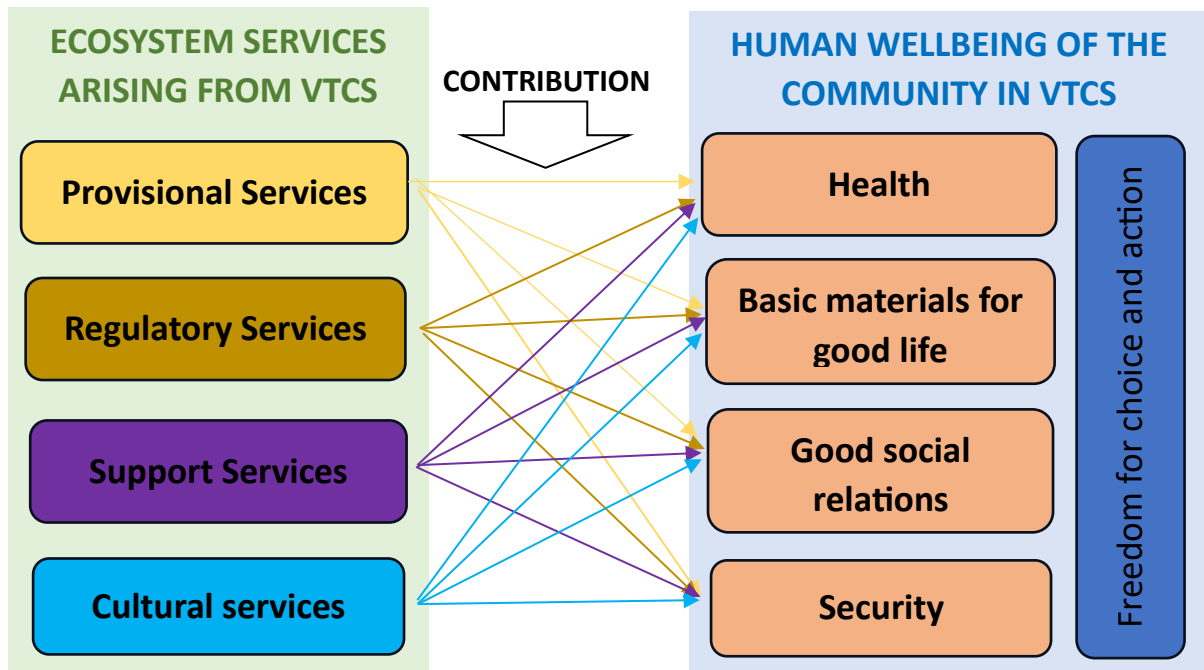 ECOSYSTEM SERVICES
ARISING FROM VTCS
CONTRIBUTION
HUMAN WELLBEING OF THE
COMMUNITY IN VTCS
Provisional Services
Regulatory Services
Support Services
Cultural services
Health
Basic materials for
good life
Good social
relations
Security
Freedom for choice and action